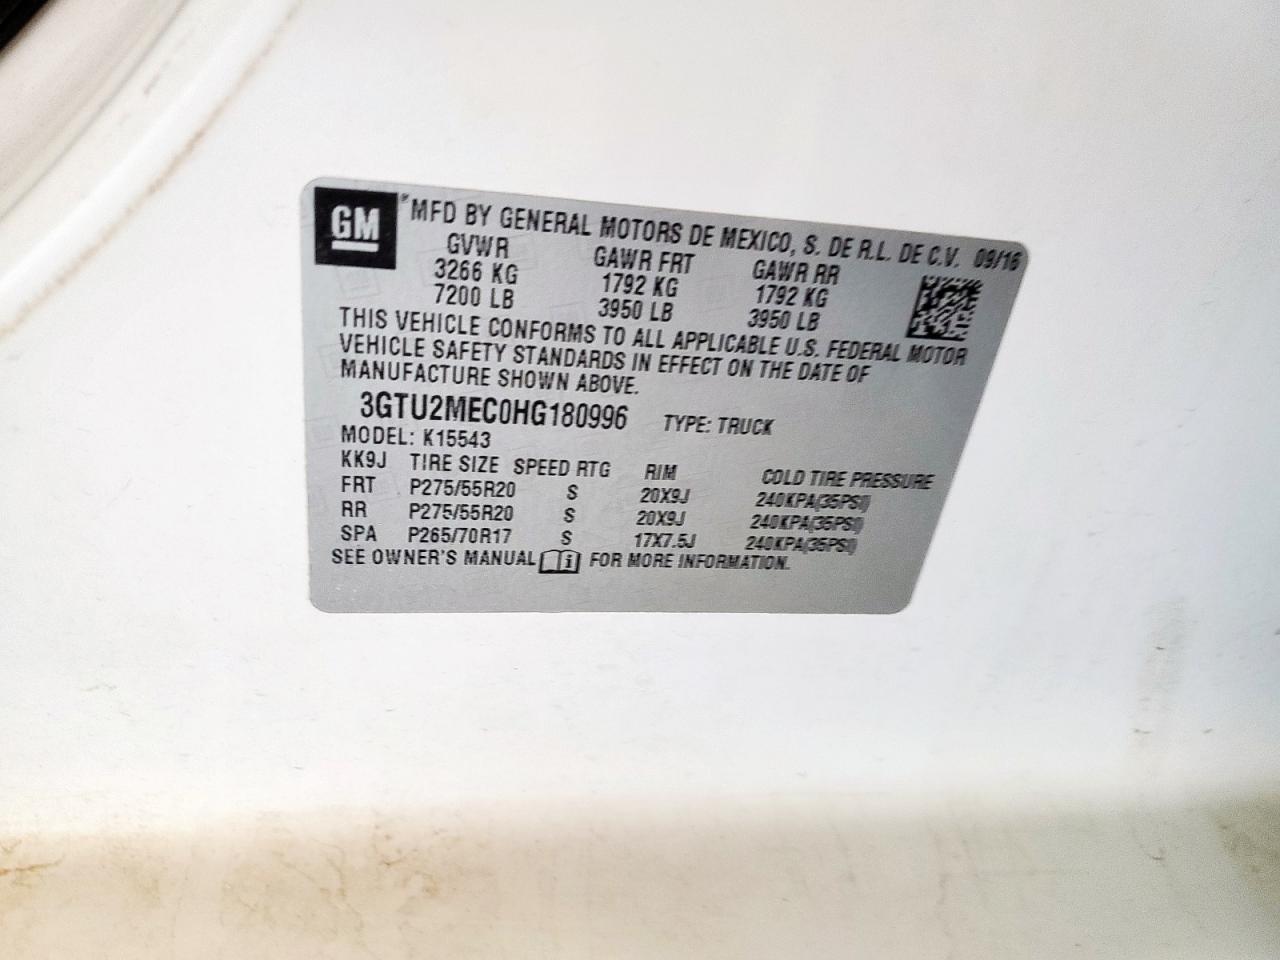 GM
*MFD BY GENERAL MOTORS DE MEXICO, S. DE R.L. DE C.V. 09/16
GVWR GAWR FRT GAWR RR
3266 KG 1792 KG 1792 KG
7200 LB 3950 LB 3950 LB
THIS VEHICLE CONFORMS TO ALL APPLICABLE U.S. FEDERAL MOTOR
VEHICLE SAFETY STANDARDS IN EFFECT ON THE DATE OF
MANUFACTURE SHOWN ABOVE.
3GTU2MEC0HG180996 TYPE: TRUCK
MODEL: K15543
KK9J TIRE SIZE SPEED RTG RIM COLD TIRE PRESSURE
FRT P275/55R20 S 20X9J 240KPA(35PSI)
RR P275/55R20 S 20X9J 240KPA(35PSI)
SPA P265/70R17 S 17X7.5J 240KPA(35PSI)
SEE OWNER'S MANUAL i FOR MORE INFORMATION.